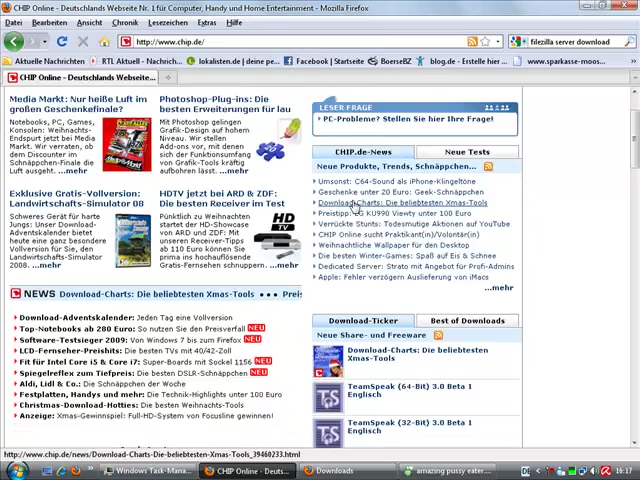 CHIP Online - Deutschlands Webseite Nr. 1 für Computer, Handy und Home Entertainment - Mozilla Firefox
Datei Bearbeiten Ansicht Chronik Lesezeichen Extras Hilfe
http://www.chip.de/
filezilla server download
Aktuelle Nachrichten RTL Aktuell - Nachricht... lokalisten.de | deine pe... Startseite BoerseBZ blog.de - Erstelle ei... www.sparkasse-moos...
CHIP Online - Deutschlands Webseite...
Media Markt: Nur heiße Luft im großen Geschenkefinale?
Notebooks, PC, Games, Konsolen: Weihnachts-
Endspurt jetzt bei Media
Markt. Wir verraten, ob
dem Discounter im
Schnäppchen-Finale die
Luft ausgeht.
...mehr
Photoshop-Plug-ins: Die besten Erweiterungen für lau
Mit Photoshop gelingen
Grafik-Stunts auf hohem
Niveau. Wir stellen
Add-ons vor, mit denen
sich der Funktionsumfang
von Grafik-Tools kräftig
aufbohren lässt.
...mehr
Exklusive Gratis-Vollversion: Landwirtschafts-Simulator 08
Schweres Gerät für harte
Jungs: Unser Download-
Adventskalender bietet
heute eine ganz besondere
Vollversion für Sie, den
Landwirtschafts-Simulator.
...mehr
HDTV jetzt bei ARD & ZDF: Die besten Receiver im Test
Pünktlich zu Weihnachten
startet der HD-Showcase
von ARD und ZDF. Mit
unseren Receiver-Tipps
ab 110 Euro können Sie
prima ins hochauflösende
Gratis-Fernsehen schnuppern.
...mehr
HD TV
NEWS Download-Charts: Die beliebtesten Xmas-Tools ••• Preis
Download-Adventskalender: Jeden Tag eine Vollversion
Top-Notebooks ab 280 Euro: So nutzen Sie den Preisverfall NEU
Software-Testsieger 2009: Von Windows 7 bis zum Firefox NEU
LCD-Fernseher-Preishits: Die besten TVs mit 40/42-Zoll
Fit für Intel Core i5 & Core i7: Super-Boards mit Sockel 1156 NEU
Spiegelreflex zum Tiefpreis: Die besten DSLR-Schnäppchen NEU
Aldi, Lidl & Co.: Die Schnäppchen der Woche
Festplatten, Handys und mehr: Die Technik-Highlights unter 100 Euro
Christmas-Download-Hotties: Die besten Weihnachts-Tools
Anzeige: Xmas-Gewinnspiel: Full-HD-System von Focusline gewinnen!
LESER FRAGE
PC-Probleme? Stellen Sie hier Ihre Frage!
CHIP.de-News Neue Tests
Neue Produkte, Trends, Schnäppchen...
Umsonst: C64-Sound als iPhone-Klingeltöne
Geschenke unter 20 Euro: Geek-Schnäppchen
Download-Charts: Die beliebtesten Xmas-Tools
Preistipp: LG KU990 Viewty unter 100 Euro
Verrückte Stunts: Todesmutige Aktionen auf YouTube
CHIP Online sucht Praktikant(in)/Volontär(in)
Weihnachtliche Wallpaper für den Desktop
Die besten Winter-Games: Spaß auf Eis & Schnee
Dedicated Server: Strato mit Angebot für Profi-Admins
Apple: Fehler verzögern Auslieferung von iMacs
...mehr
Download-Ticker Best of Downloads
Neue Share- und Freeware
Download-Charts: Die beliebtesten
Xmas-Tools
TeamSpeak (64-Bit) 3.0 Beta 1
Englisch
TeamSpeak (32-Bit) 3.0 Beta 1
Englisch
http://www.chip.de/news/Download-Charts-Die-beliebtesten-Xmas-Tools_39460233.html
Windows Task-Man... CHIP Online - Deuts... Downloads amazing pussy eater... DE 16:17